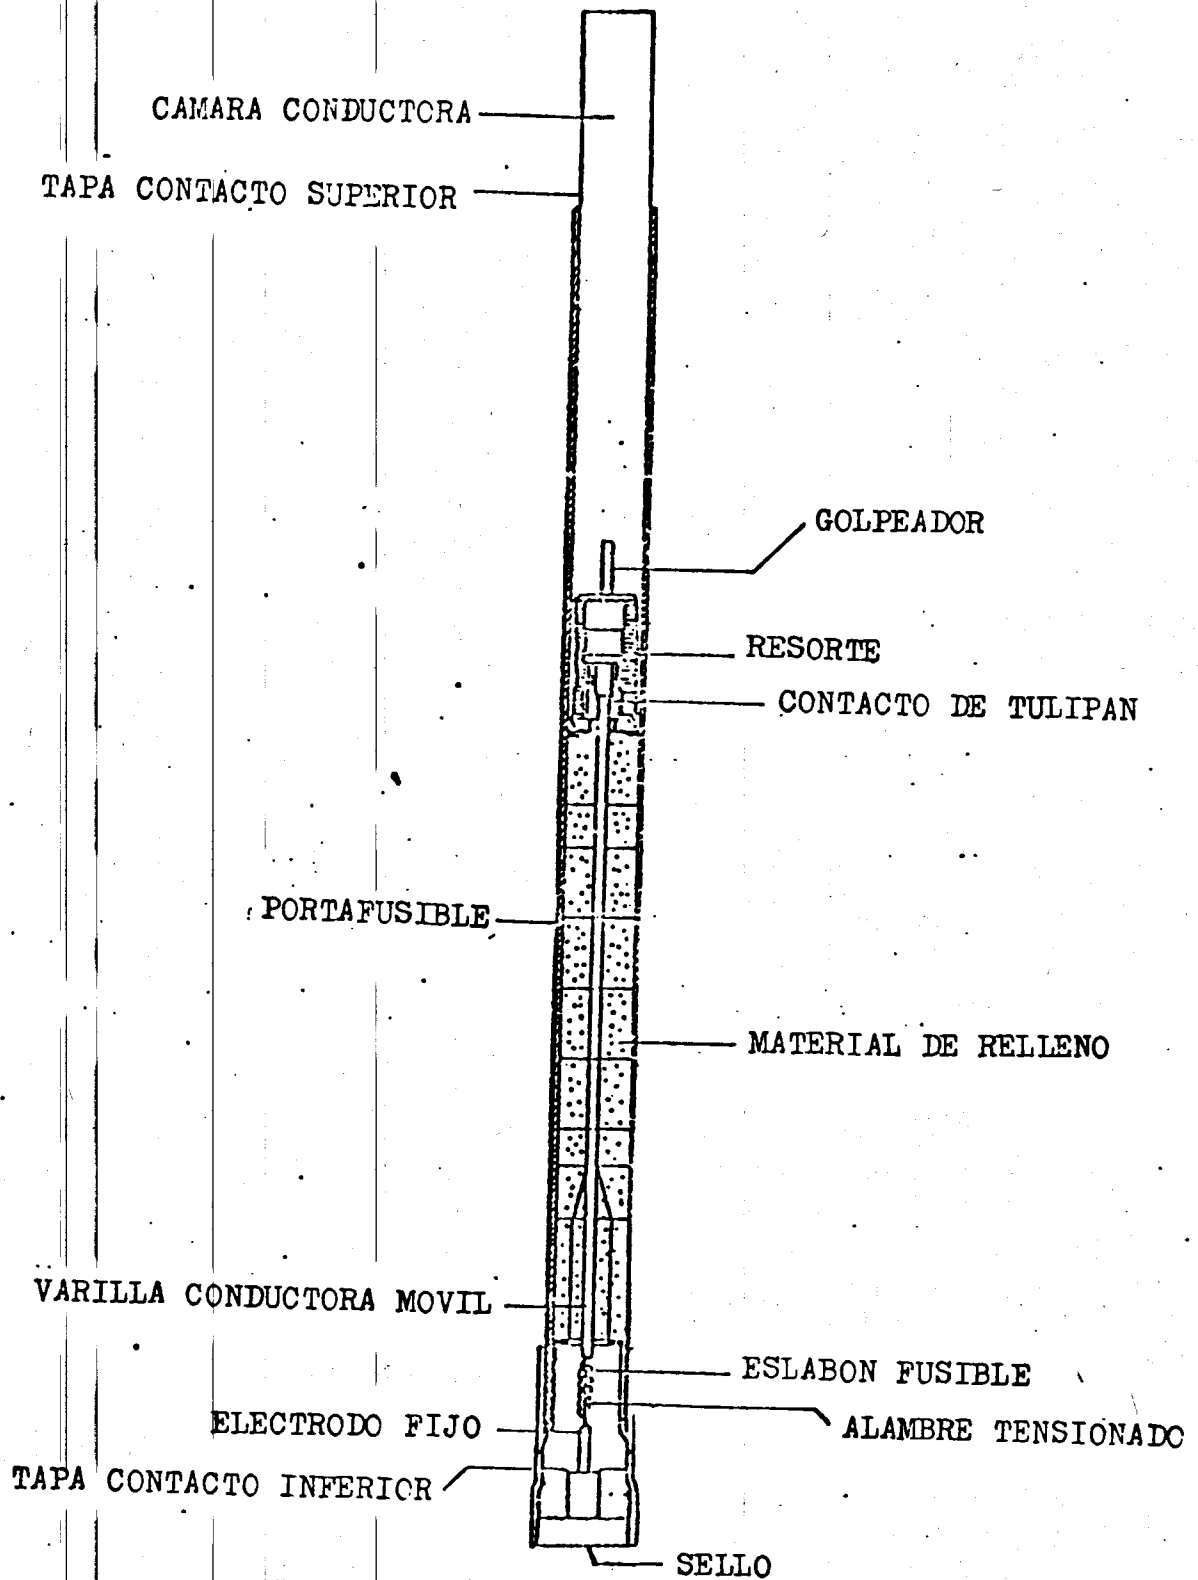 CAMARA CONDUCTORA
TAPA CONTACTO SUPERIOR
GOLPEADOR
RESORTE
CONTACTO DE TULIPAN
PORTAFUSIBLE
MATERIAL DE RELLENO
VARILLA CONDUCTORA MOVIL
ESLABON FUSIBLE
ELECTRODO FIJO
ALAMBRE TENSIONADO
TAPA CONTACTO INFERIOR
SELLO